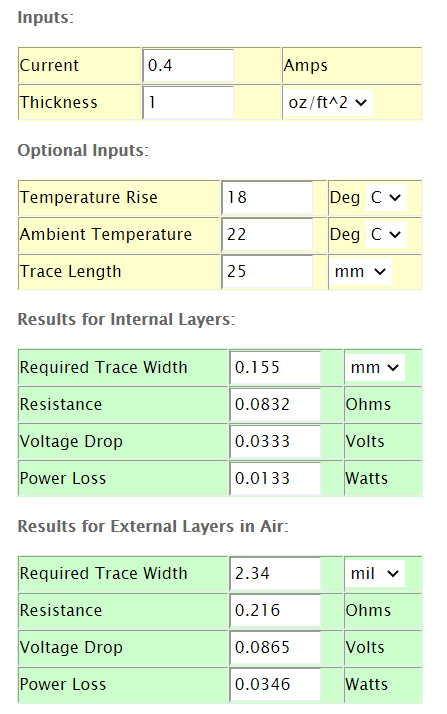 Inputs:
Current 0.4 Amps
Thickness 1 oz/ft^2
Optional Inputs:
Temperature Rise 18 Deg C
Ambient Temperature 22 Deg C
Trace Length 25 mm
Results for Internal Layers:
Required Trace Width 0.155 mm
Resistance 0.0832 Ohms
Voltage Drop 0.0333 Volts
Power Loss 0.0133 Watts
Results for External Layers in Air:
Required Trace Width 2.34 mil
Resistance 0.216 Ohms
Voltage Drop 0.0865 Volts
Power Loss 0.0346 Watts